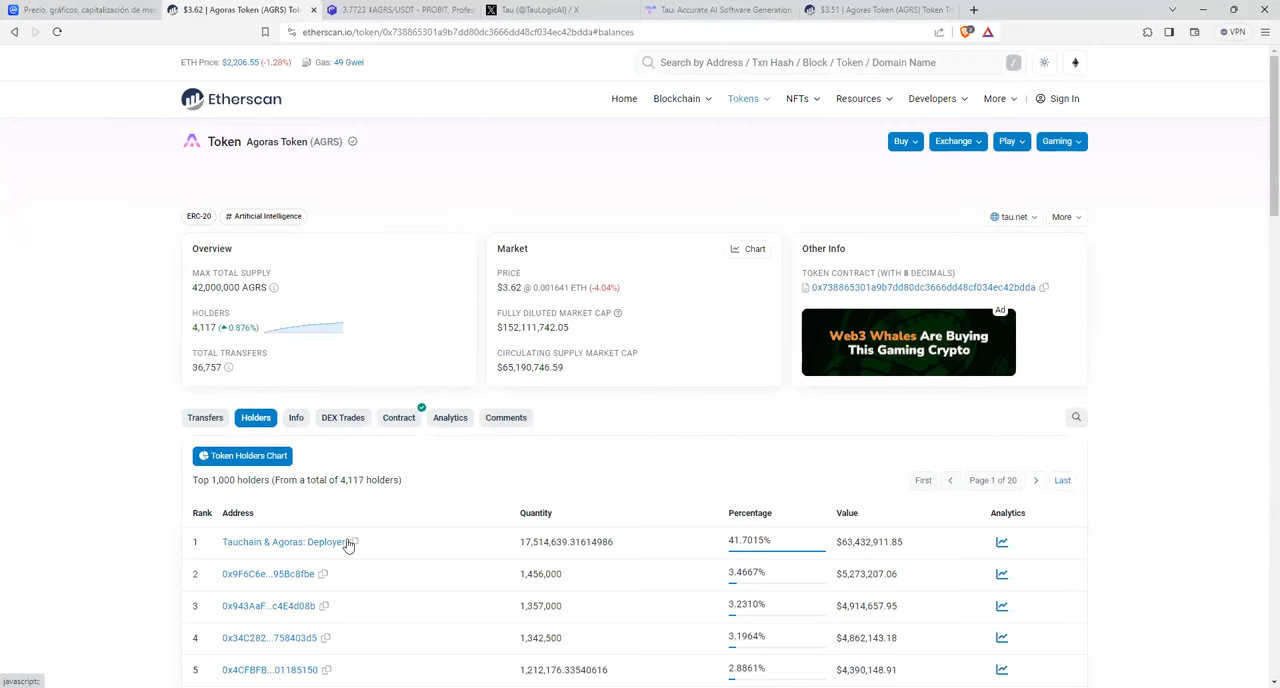 Precio, gráficos, capitalización de me
$3.62 | Agoras Token (AGRS) Tok
3.7723 AGRS/USDT - PROBIT, Profes
Tau (@TauLogicAI) / X
Tau: Accurate AI Software Generation
$3.51 | Agoras Token (AGRS) Token Tr
etherscan.io/token/0x738865301a9b7dd80dc3666dd48cf034ec42bdda#balances
VPN
ETH Price: $2,206.55 (-1.28%) Gas: 49 Gwei
Search by Address / Txn Hash / Block / Token / Domain Name
/
Etherscan
Home Blockchain Tokens NFTs Resources Developers More | Sign In
Token Agoras Token (AGRS)
Buy Exchange Play Gaming
ERC-20 # Artificial Intelligence
tau.net More
Overview
MAX TOTAL SUPPLY
42,000,000 AGRS
HOLDERS
4,117 (0.876%)
TOTAL TRANSFERS
36,757
Market
Chart
PRICE
$3.62 @ 0.001641 ETH (-4.04%)
FULLY DILUTED MARKET CAP
$152,111,742.05
CIRCULATING SUPPLY MARKET CAP
$65,190,746.59
Other Info
TOKEN CONTRACT (WITH 8 DECIMALS)
0x738865301a9b7dd80dc3666dd48cf034ec42bdda
Ad
Web3 Whales Are Buying
This Gaming Crypto
Transfers Holders Info DEX Trades Contract Analytics Comments
Token Holders Chart
Top 1,000 holders (From a total of 4,117 holders)
First Page 1 of 20 Last
Rank Address Quantity Percentage Value Analytics
1 Tauchain & Agoras: Deployer 17,514,639.31614986 41.7015% $63,432,911.85
2 0x9F6C6e...95Bc8fbe 1,456,000 3.4667% $5,273,207.06
3 0x943AaF...c4E4d08b 1,357,000 3.2310% $4,914,657.95
4 0x34C282...758403d5 1,342,500 3.1964% $4,862,143.18
5 0x4CFBFB...01185150 1,212,176.33540616 2.8861% $4,390,148.91
javascript:;